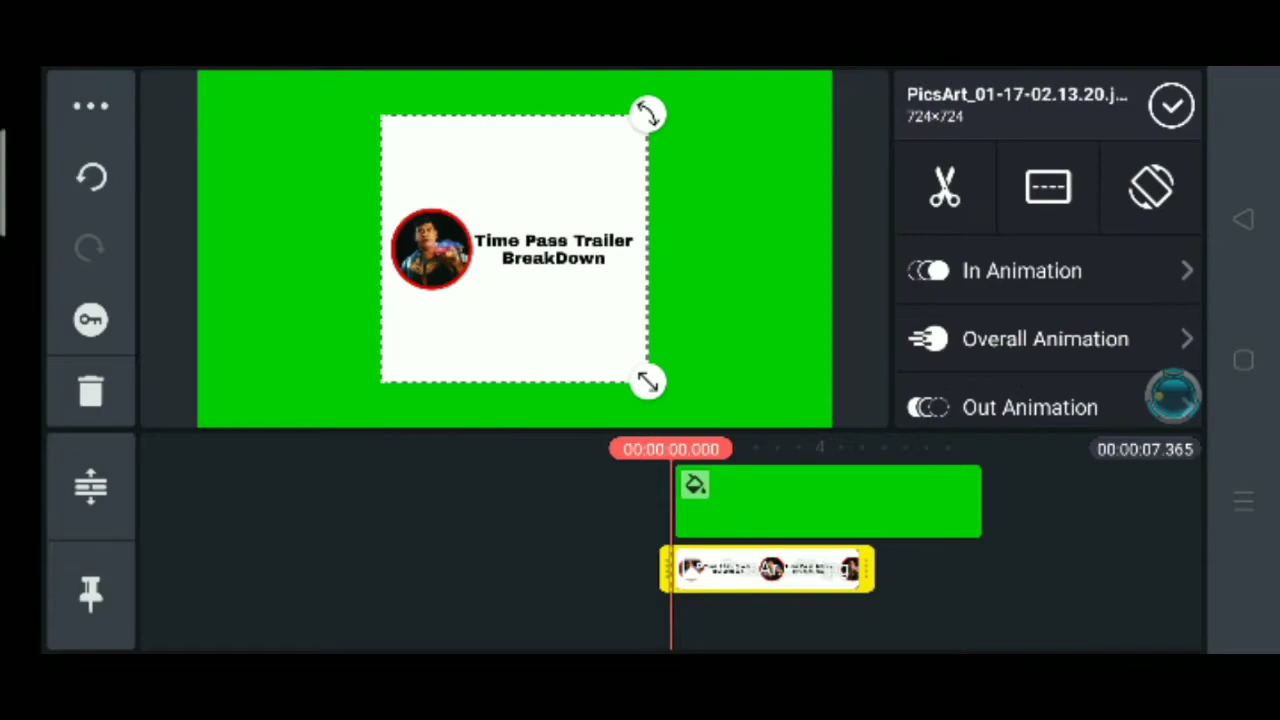 PicsArt_01-17-02.13.20.j...
724×724
Time Pass Trailer
BreakDown
In Animation
Overall Animation
Out Animation
00:00:00.000
4
00:00:07.365